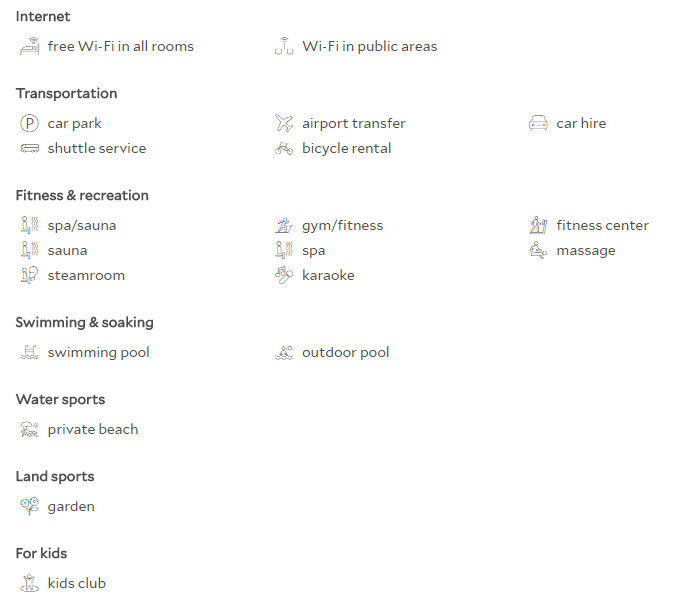 Internet
free Wi-Fi in all rooms Wi-Fi in public areas
Transportation
car park airport transfer car hire
shuttle service bicycle rental
Fitness & recreation
spa/sauna gym/fitness fitness center
sauna spa massage
steamroom karaoke
Swimming & soaking
swimming pool outdoor pool
Water sports
private beach
Land sports
garden
For kids
kids club